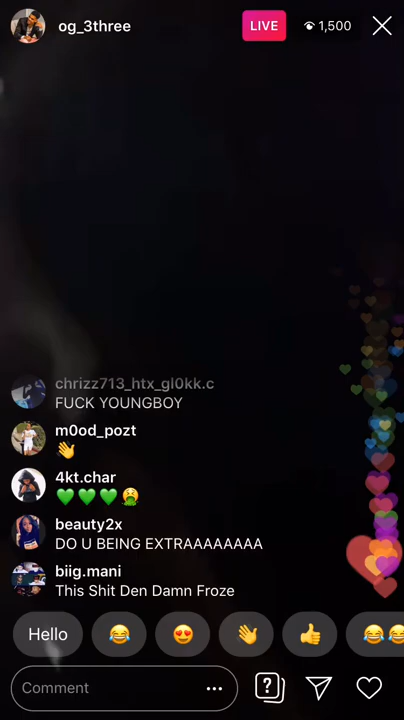 og_3three
LIVE
1,500
chrizz713_htx_gl0kk.c
FUCK YOUNGBOY
m0od_pozt
👋
4kt.char
💚💚💚🤮
beauty2x
DO U BEING EXTRAAAAAAAA
biig.mani
This Shit Den Damn Froze
Hello
Comment